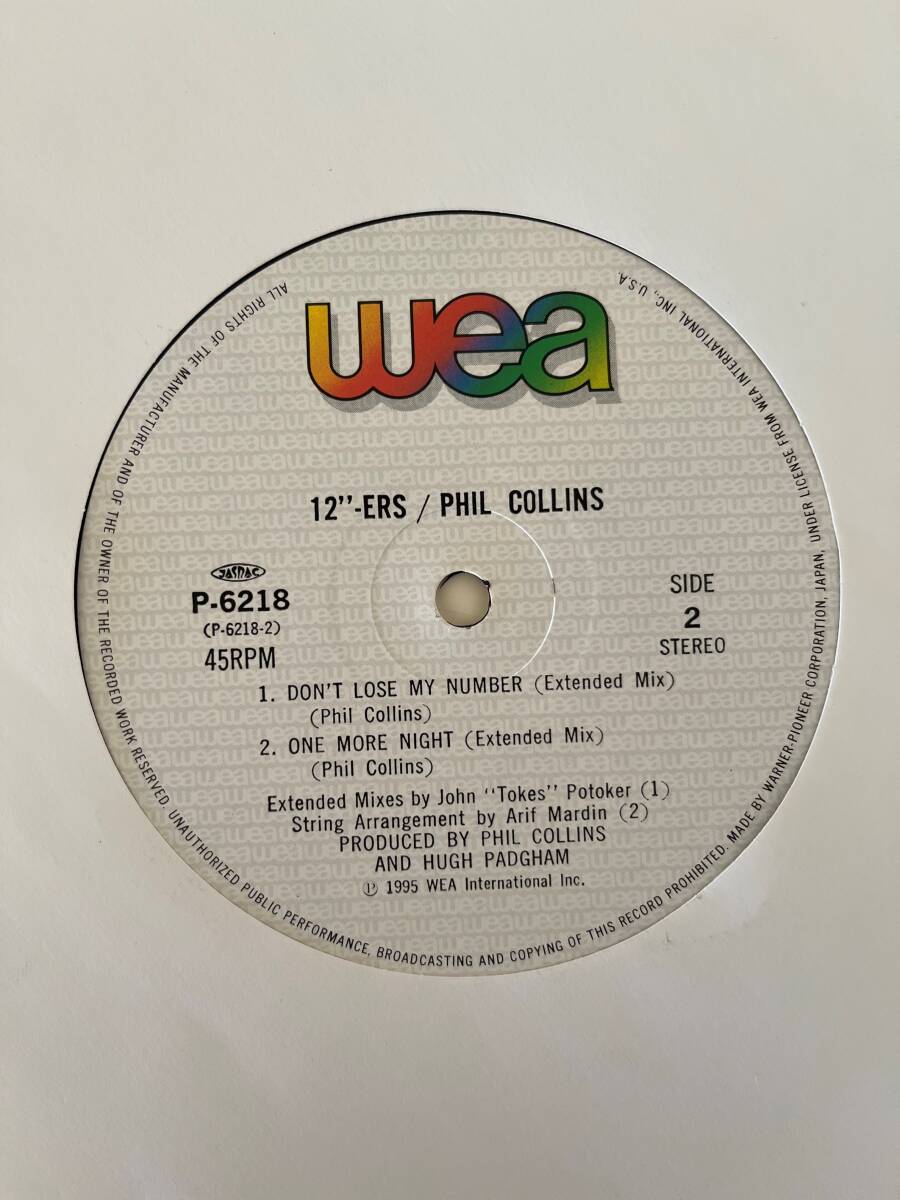 wea
12"-ERS / PHIL COLLINS
JASRAC
P-6218
(P-6218-2)
45RPM
SIDE
2
STEREO
1. DON'T LOSE MY NUMBER (Extended Mix)
(Phil Collins)
2. ONE MORE NIGHT (Extended Mix)
(Phil Collins)
Extended Mixes by John "Tokes" Potoker (1)
String Arrangement by Arif Mardin (2)
PRODUCED BY PHIL COLLINS
AND HUGH PADGHAM
℗ 1995 WEA International Inc.
ALL RIGHTS OF THE MANUFACTURER AND OF THE OWNER OF THE RECORDED WORK RESERVED. UNAUTHORIZED PUBLIC PERFORMANCE, BROADCASTING AND COPYING OF THIS RECORD PROHIBITED. MADE BY WARNER-PIONEER CORPORATION, JAPAN, UNDER LICENSE FROM WEA INTERNATIONAL INC., U.S.A.